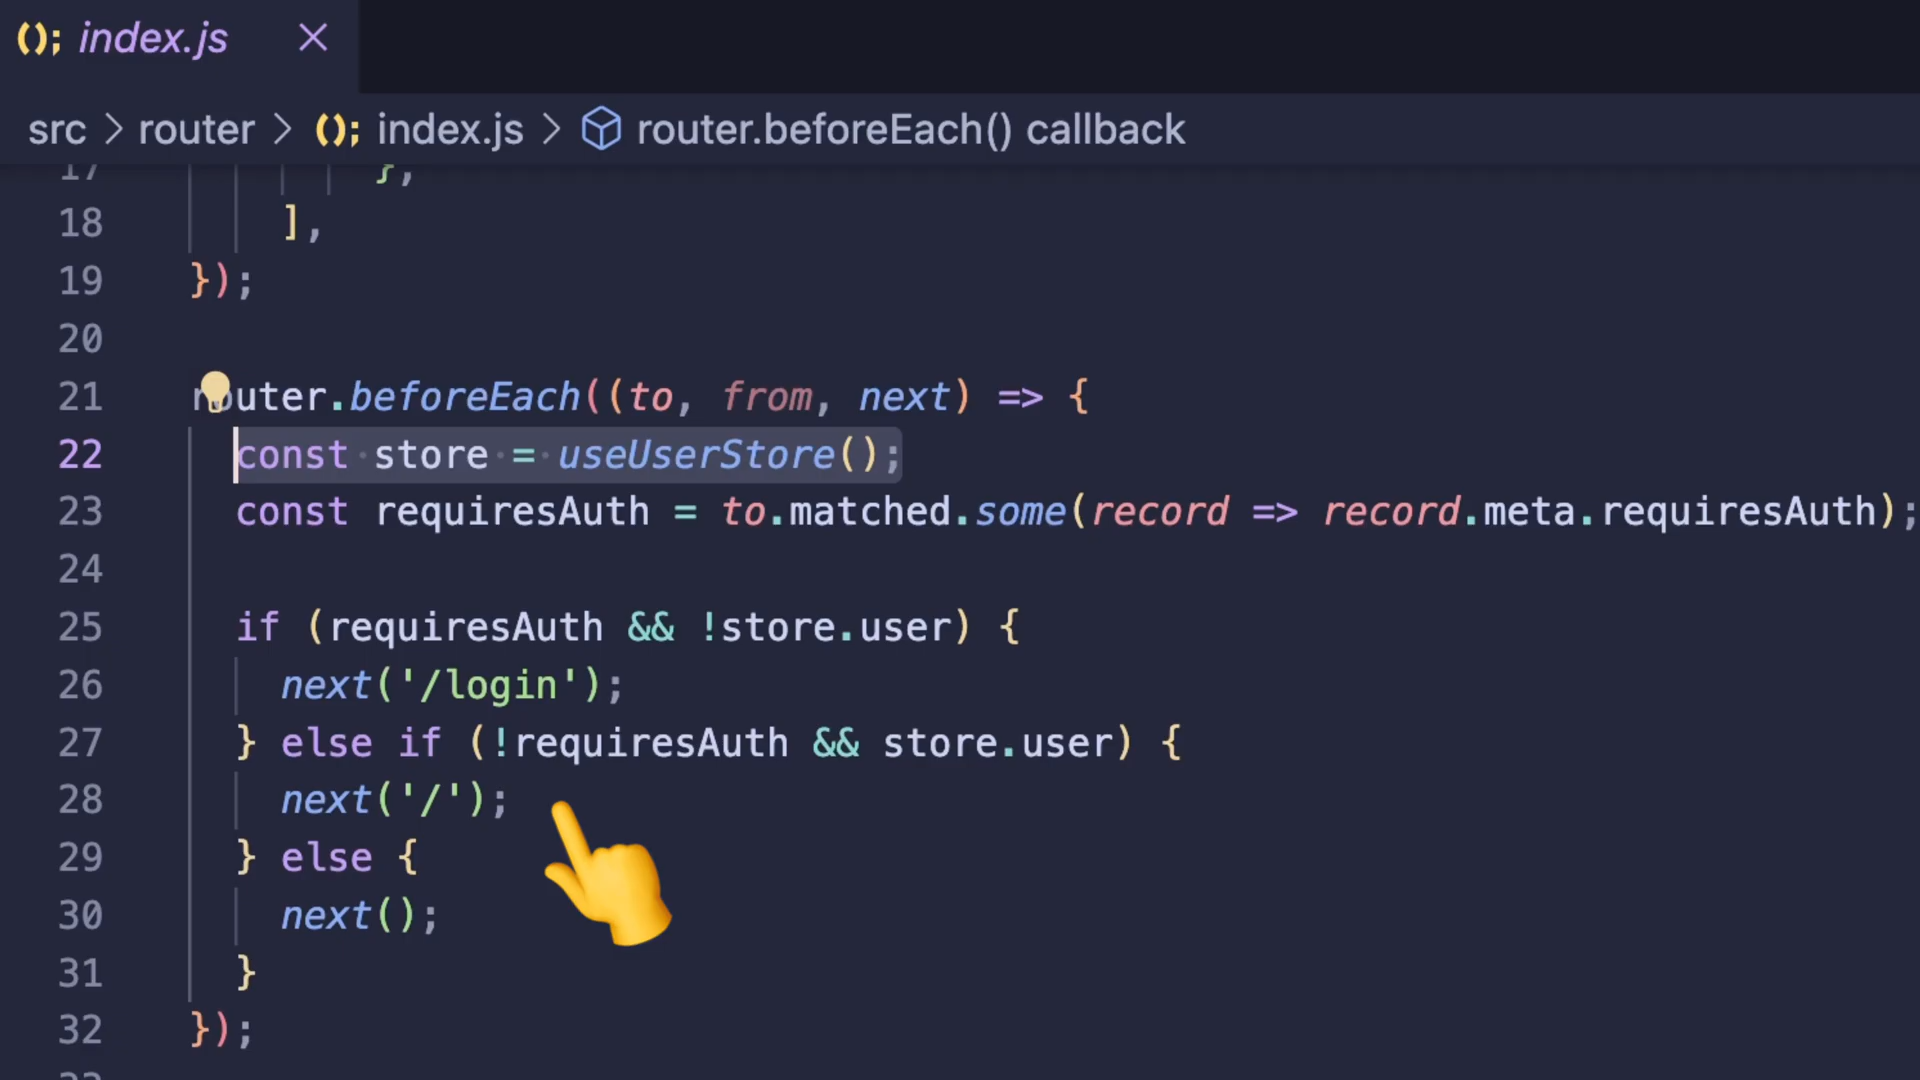 (); index.js ×
src > router > (); index.js > router.beforeEach() callback
17 },
18 ],
19 });
20
21 router.beforeEach((to, from, next) => {
22 const store = useUserStore();
23 const requiresAuth = to.matched.some(record => record.meta.requiresAuth);
24
25 if (requiresAuth && !store.user) {
26 next('/login');
27 } else if (!requiresAuth && store.user) {
28 next('/');
29 } else {
30 next();
31 }
32 });
33